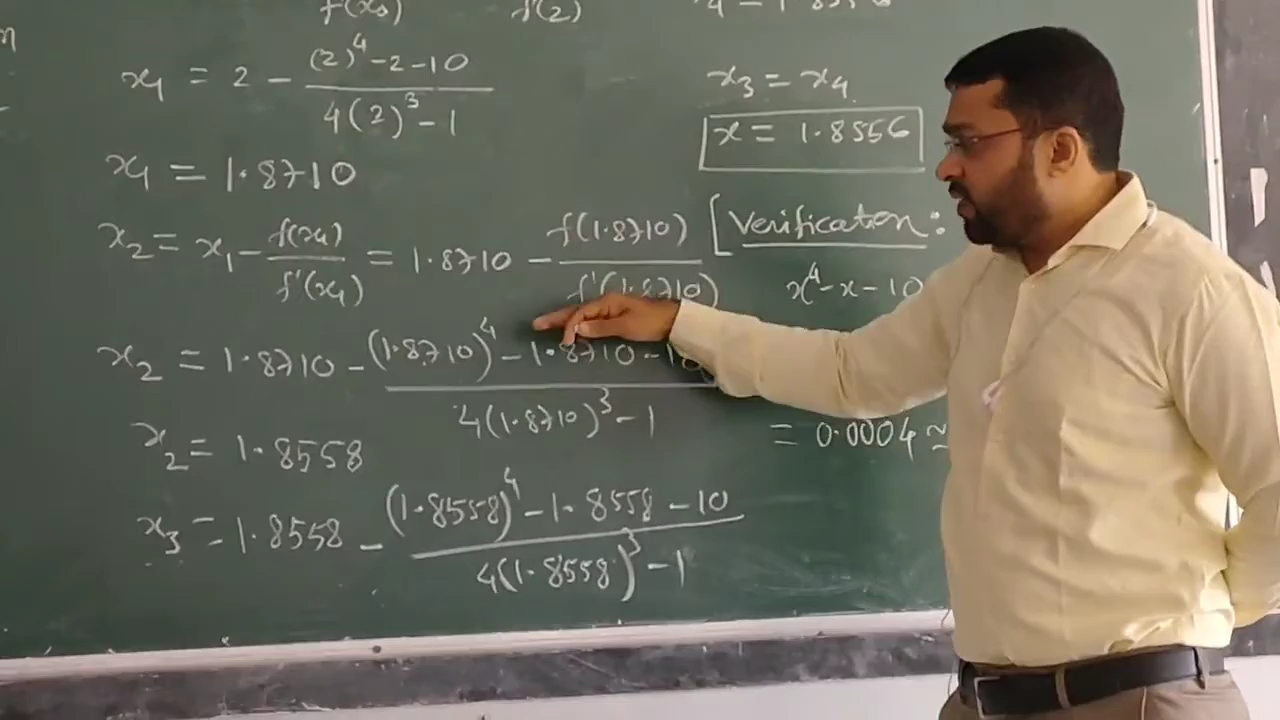 f(x₀) f(2)
x₁ = 2 - ((2)⁴-2-10)/(4(2)³-1)
x₁ = 1.8710
x₂ = x₁ - f(x₁)/f'(x₁) = 1.8710 - f(1.8710)/f'(1.8710)
x₂ = 1.8710 - ((1.8710)⁴ - 1.8710 - 10)/(4(1.8710)³-1)
x₂ = 1.8558
x₃ = 1.8558 - ((1.8558)⁴ - 1.8558 - 10)/(4(1.8558)³-1)
x₃ = x₄
x = 1.8556
[Verification:
x⁴-x-10
= 0.0004 ≈